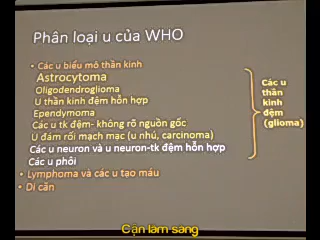 Phân loại u của WHO
• Các u biểu mô thần kinh
Astrocytoma
Oligodendroglioma
U thần kinh đệm hỗn hợp
Ependymoma
Các u tk đệm- không rõ nguồn gốc
U đám rối mạch mạc (u nhú, carcinoma)
Các u neuron và u neuron-tk đệm hỗn hợp
Các u phôi
• Lymphoma và các u tạo máu
• Di căn
Các u
thần
kinh
đệm
(glioma)
Cận lâm sàng